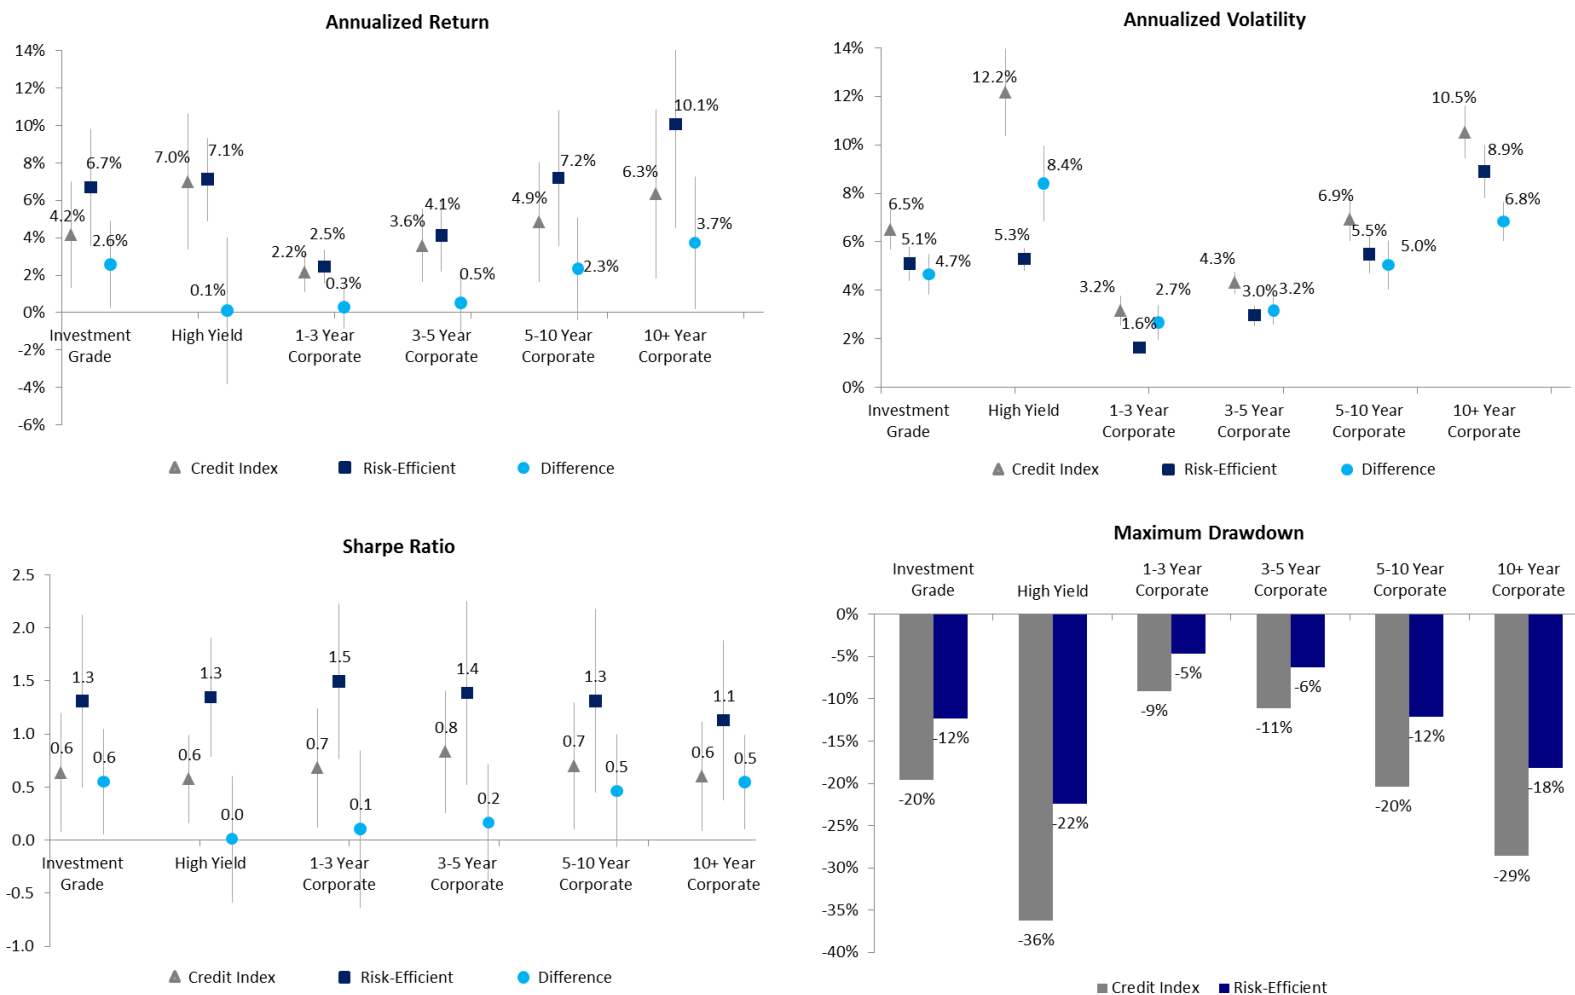 Annualized Return
14%
12%
10%
8%
6%
4%
2%
0%
-2%
-4%
-6%
4.2%
6.7%
2.6%
7.0%
7.1%
0.1%
2.2%
2.5%
0.3%
3.6%
4.1%
0.5%
4.9%
7.2%
2.3%
6.3%
10.1%
3.7%
Investment Grade
High Yield
1-3 Year Corporate
3-5 Year Corporate
5-10 Year Corporate
10+ Year Corporate
Credit Index
Risk-Efficient
Difference
Annualized Volatility
14%
12%
10%
8%
6%
4%
2%
0%
6.5%
5.1%
4.7%
12.2%
5.3%
8.4%
3.2%
1.6%
2.7%
4.3%
3.0%
3.2%
6.9%
5.5%
5.0%
10.5%
8.9%
6.8%
Investment Grade
High Yield
1-3 Year Corporate
3-5 Year Corporate
5-10 Year Corporate
10+ Year Corporate
Credit Index
Risk-Efficient
Difference
Sharpe Ratio
2.5
2.0
1.5
1.0
0.5
0.0
-0.5
-1.0
0.6
1.3
0.6
0.6
1.3
0.0
0.7
1.5
0.1
0.8
1.4
0.2
0.7
1.3
0.5
0.6
1.1
0.5
Investment Grade
High Yield
1-3 Year Corporate
3-5 Year Corporate
5-10 Year Corporate
10+ Year Corporate
Credit Index
Risk-Efficient
Difference
Maximum Drawdown
Investment Grade
High Yield
1-3 Year Corporate
3-5 Year Corporate
5-10 Year Corporate
10+ Year Corporate
0%
-5%
-10%
-15%
-20%
-25%
-30%
-35%
-40%
-20%
-12%
-36%
-22%
-9%
-5%
-11%
-6%
-20%
-12%
-29%
-18%
Credit Index
Risk-Efficient